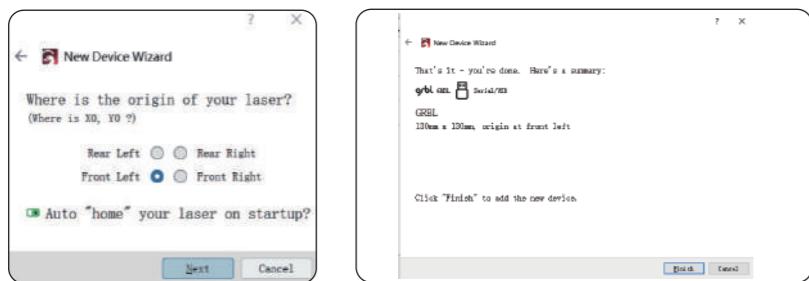 ? ×
← New Device Wizard
Where is the origin of your laser?
(Where is X0, Y0 ?)
Rear Left Rear Right
Front Left Front Right
Auto "home" your laser on startup?
Next Cancel
? ×
← New Device Wizard
That's it - you're done. Here's a summary:
grbl GRBL Serial/USB
GRBL
130mm x 130mm, origin at front left
Click "Finish" to add the new device.
Finish Cancel